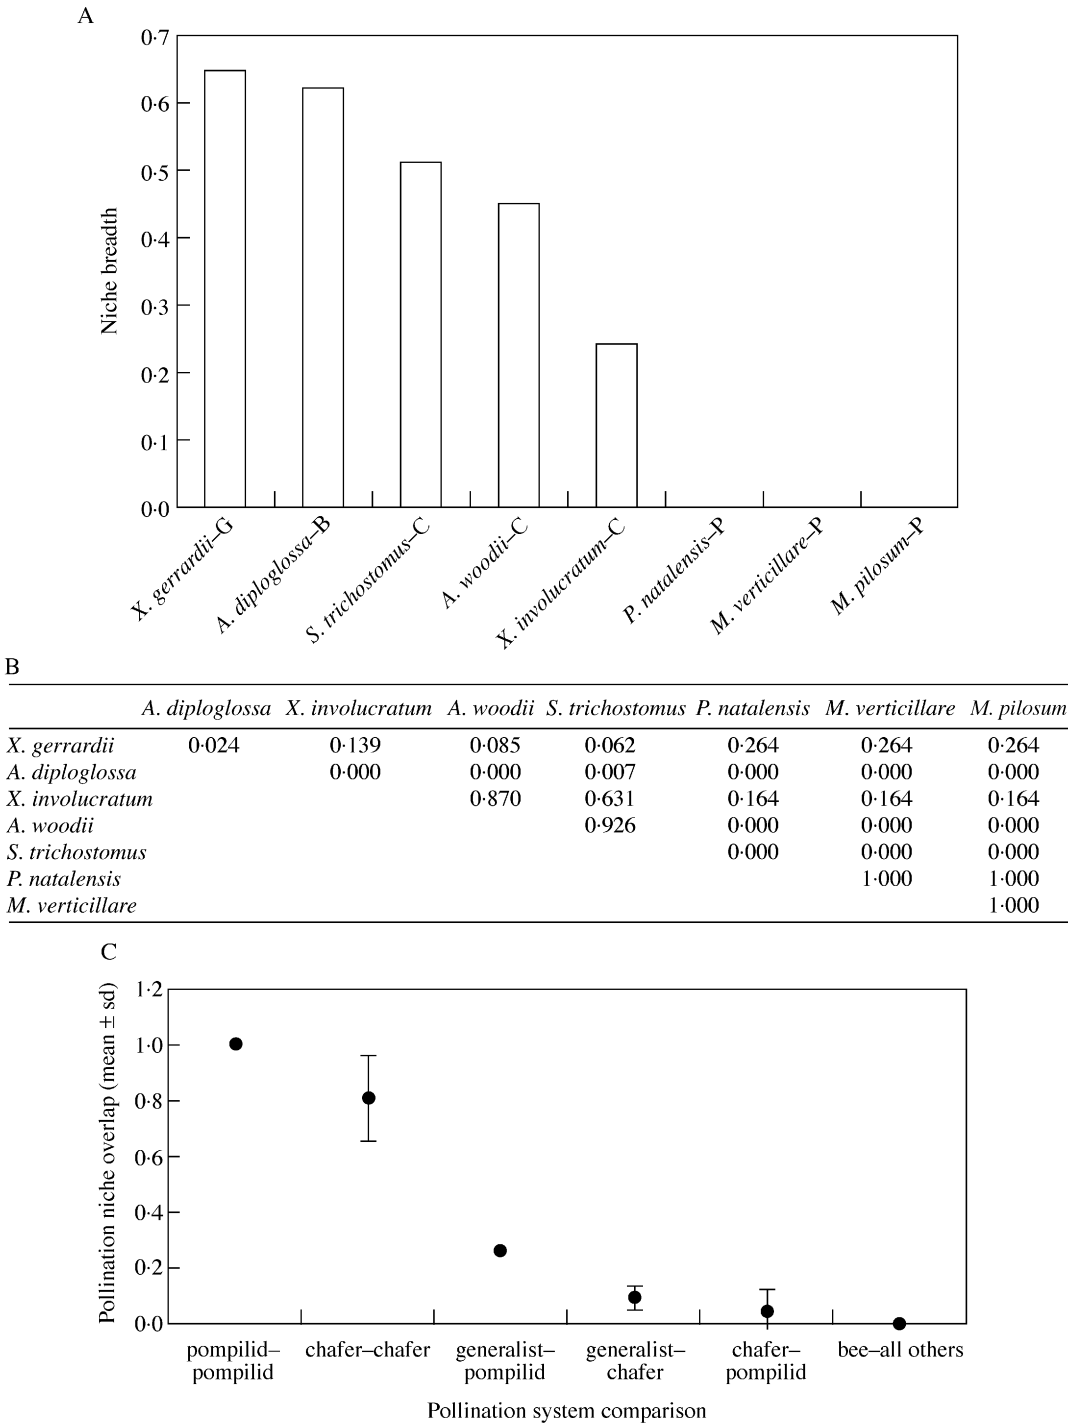 A
0·7
0·6
0·5
0·4
0·3
0·2
0·1
0·0
Niche breadth
X. gerrardii–G
A. diploglossa–B
S. trichostomus–C
A. woodii–C
X. involucratum–C
P. natalensis–P
M. verticillare–P
M. pilosum–P
B
A. diploglossa X. involucratum A. woodii S. trichostomus P. natalensis M. verticillare M. pilosum
X. gerrardii 0·024 0·139 0·085 0·062 0·264 0·264 0·264
A. diploglossa 0·000 0·000 0·007 0·000 0·000 0·000
X. involucratum 0·870 0·631 0·164 0·164 0·164
A. woodii 0·926 0·000 0·000 0·000
S. trichostomus 0·000 0·000 0·000
P. natalensis 1·000 1·000
M. verticillare 1·000
C
1·2
1·0
0·8
0·6
0·4
0·2
0·0
Pollination niche overlap (mean ± sd)
pompilid–
pompilid
chafer–chafer
generalist–
pompilid
generalist–
chafer
chafer–
pompilid
bee–all others
Pollination system comparison